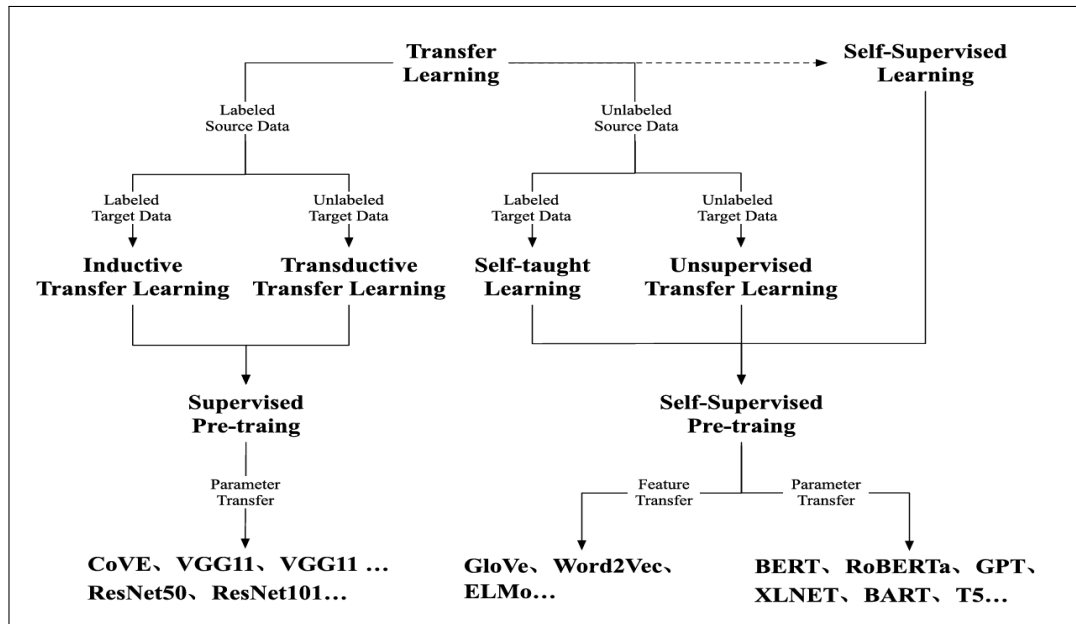 Transfer
Learning
Self-Supervised
Learning
Labeled
Source Data
Unlabeled
Source Data
Labeled
Target Data
Unlabeled
Target Data
Labeled
Target Data
Unlabeled
Target Data
Inductive
Transfer Learning
Transductive
Transfer Learning
Self-taught
Learning
Unsupervised
Transfer Learning
Supervised
Pre-traing
Self-Supervised
Pre-traing
Parameter
Transfer
Feature
Transfer
Parameter
Transfer
CoVE、VGG11、VGG11 ...
ResNet50、ResNet101...
GloVe、Word2Vec、
ELMo...
BERT、RoBERTa、GPT、
XLNET、BART、T5...